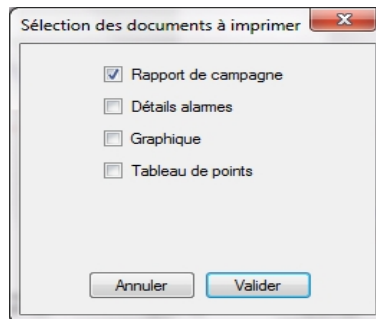 Sélection des documents à imprimer
Rapport de campagne
Détails alarmes
Graphique
Tableau de points
Annuler Valider